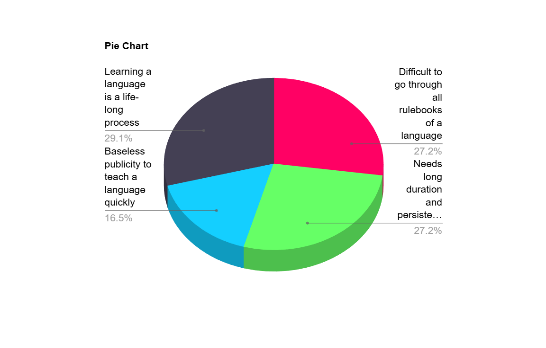 Pie Chart
Learning a
language
is a life-
long
process
29.1%
Baseless
publicity to
teach a
language
quickly
16.5%
Difficult to
go through
all
rulebooks
of a
language
27.2%
Needs
long
duration
and
persiste…
27.2%